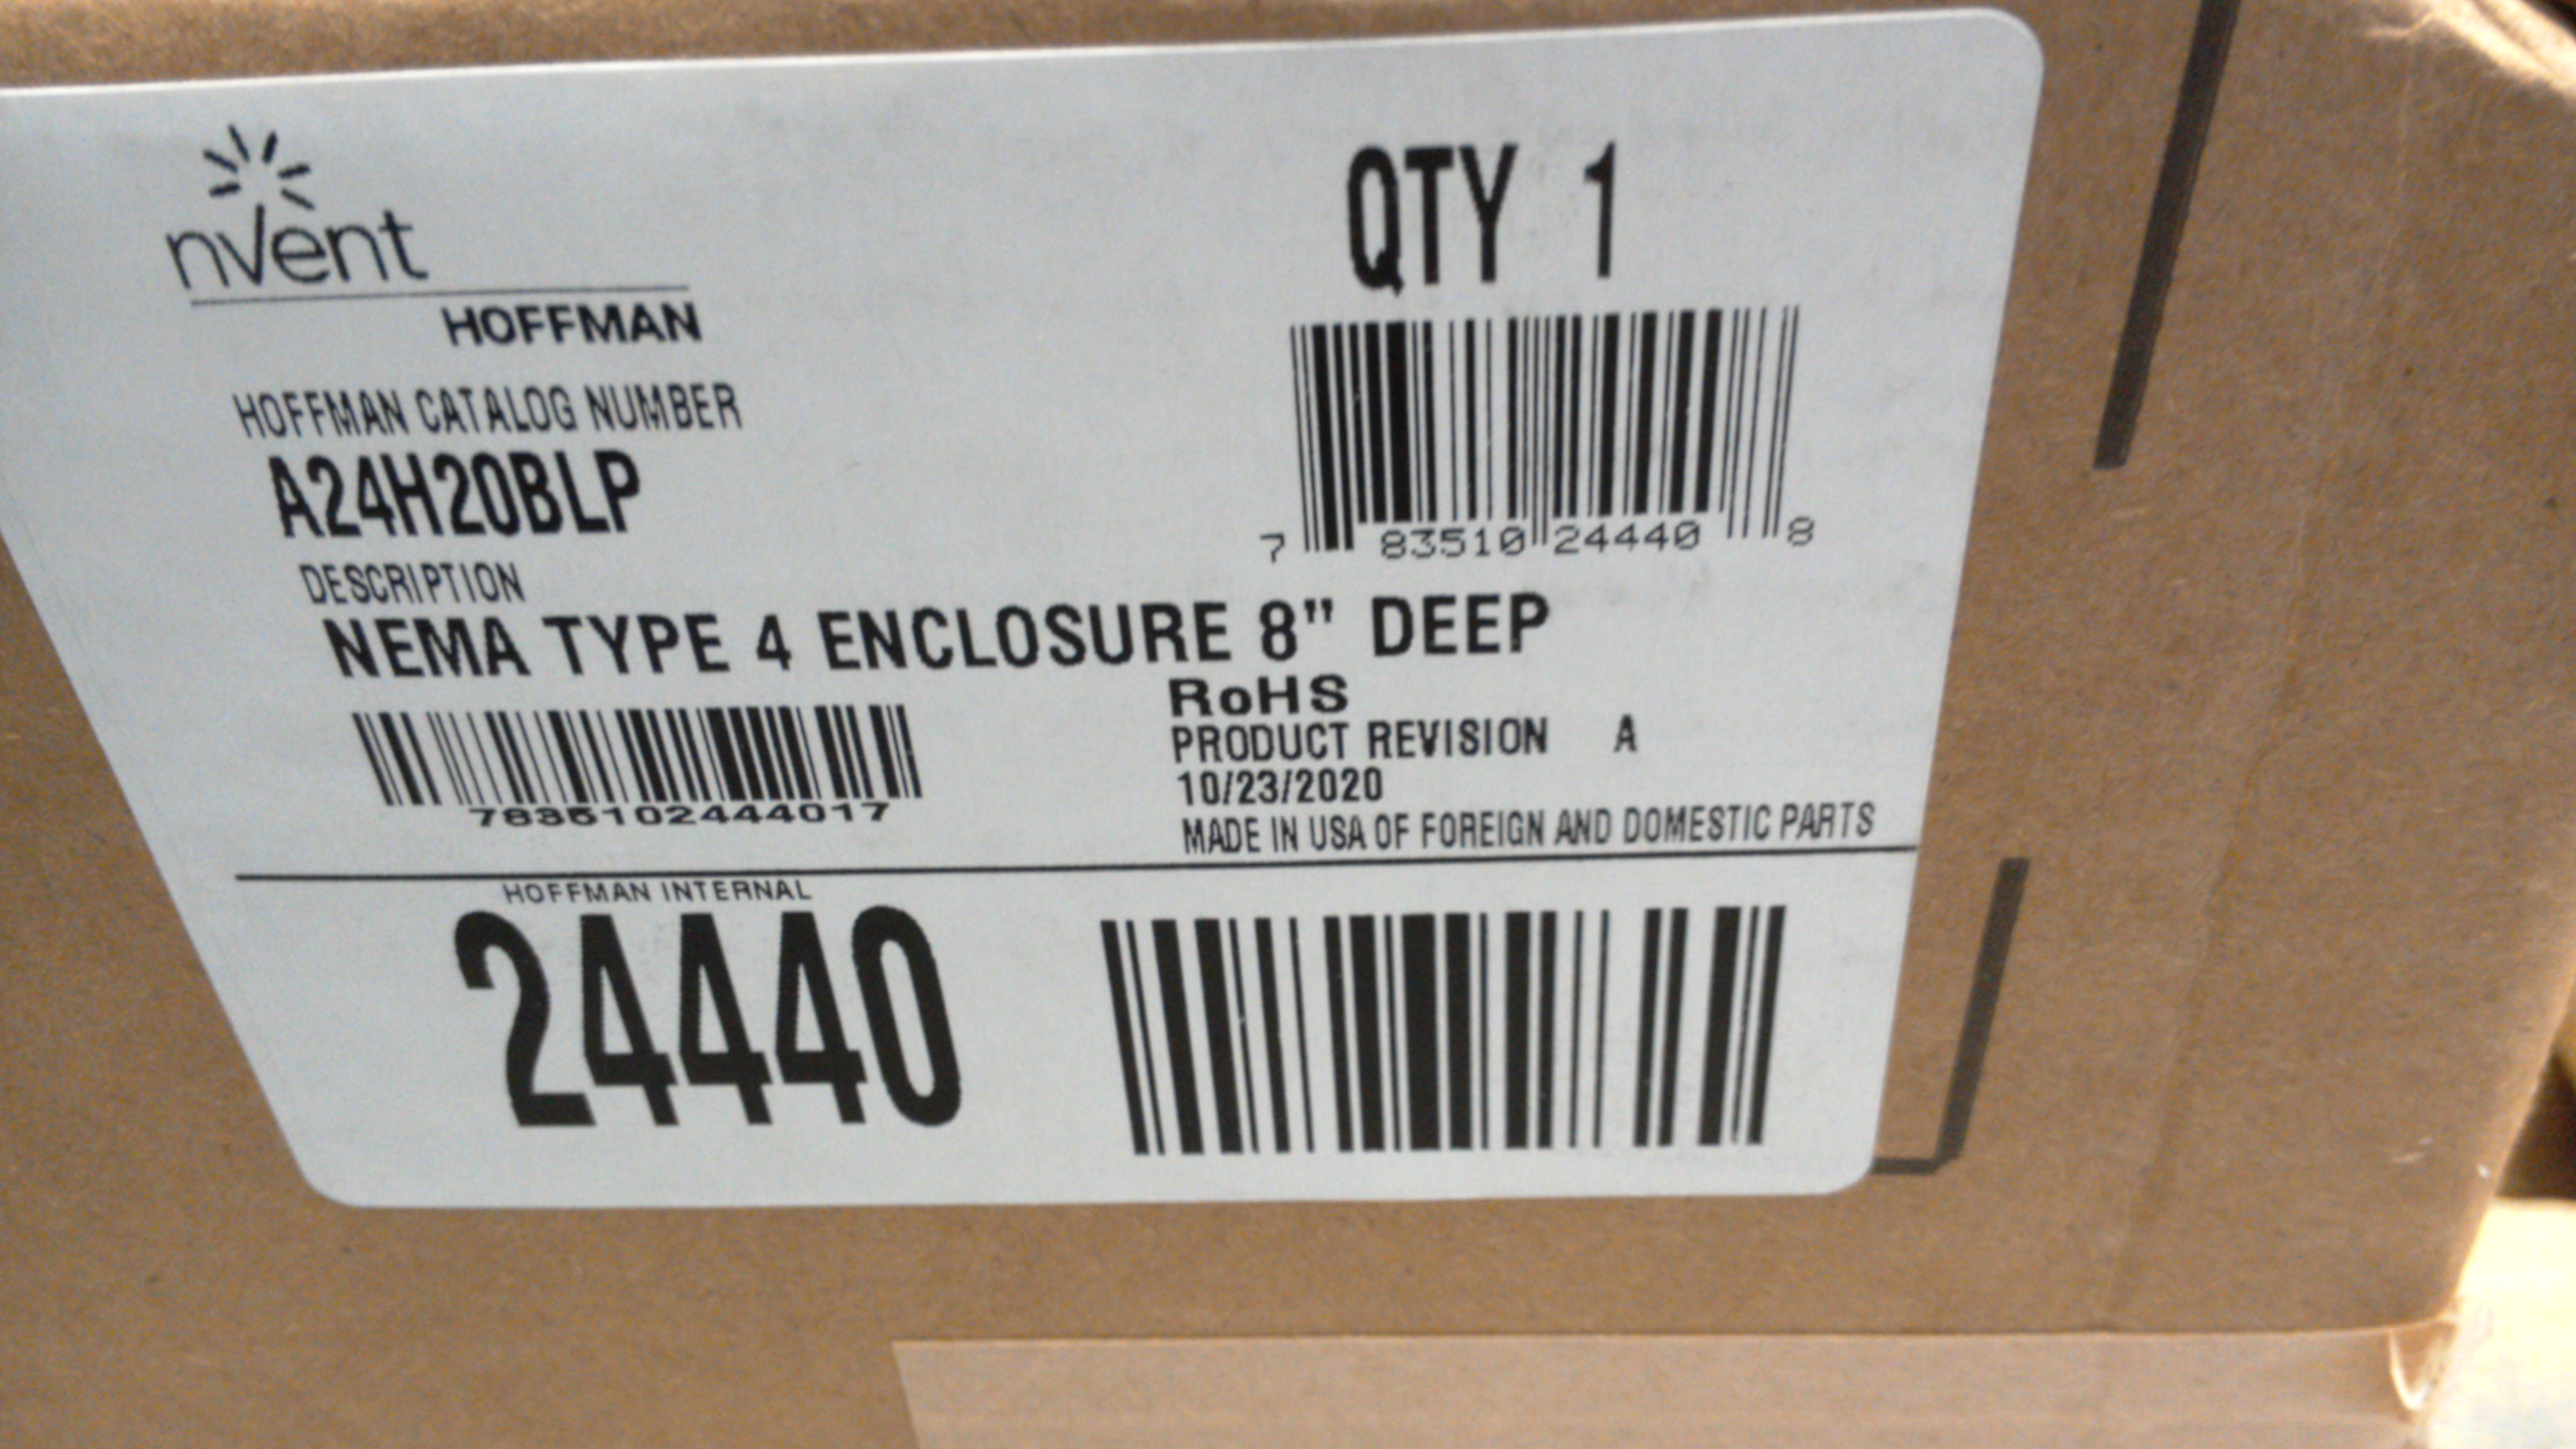 nVent
HOFFMAN
HOFFMAN CATALOG NUMBER
A24H20BLP
DESCRIPTION
NEMA TYPE 4 ENCLOSURE 8" DEEP
QTY 1
7 83510 24440 8
RoHS
PRODUCT REVISION A
10/23/2020
MADE IN USA OF FOREIGN AND DOMESTIC PARTS
7835102444017
HOFFMAN INTERNAL
24440